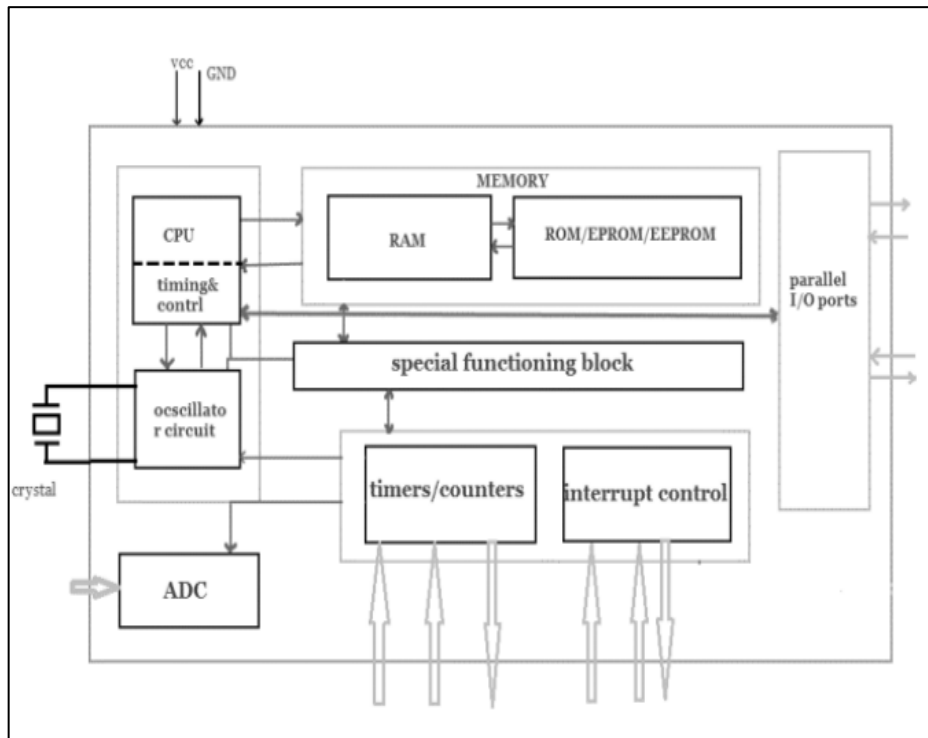 vcc
GND
MEMORY
CPU
RAM
ROM/EPROM/EEPROM
timing&
contrl
parallel
I/O ports
special functioning block
ocscillato
r circuit
crystal
timers/counters
interrupt control
ADC